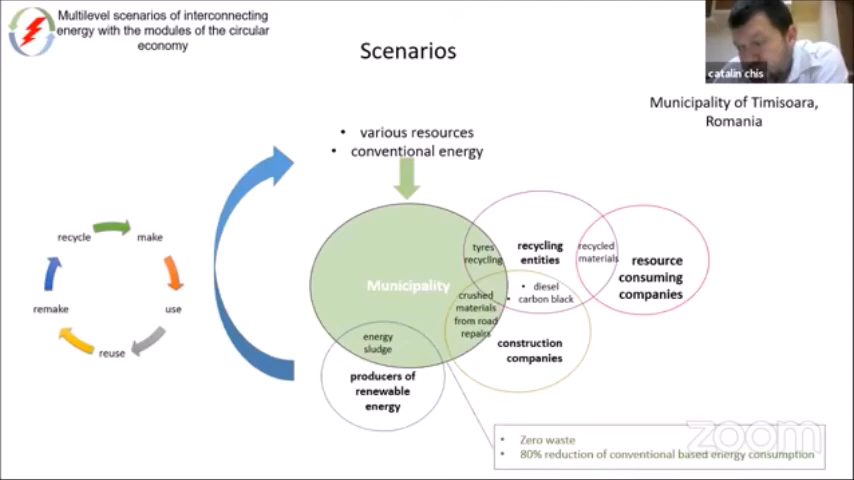 Multilevel scenarios of interconnecting
energy with the modules of the circular
economy
Scenarios
catalin chis
Municipality of Timisoara,
Romania
• various resources
• conventional energy
recycle
make
use
reuse
remake
Municipality
tyres
recycling
recycling
entities
recycled
materials
resource
consuming
companies
• diesel
• carbon black
crushed
materials
from road
repairs
construction
companies
energy
sludge
producers of
renewable
energy
• Zero waste
• 80% reduction of conventional based energy consumption
zoom